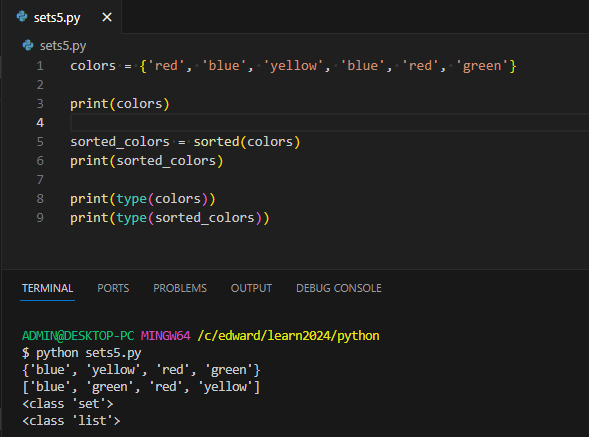 sets5.py ×
sets5.py
1 colors = {'red', 'blue', 'yellow', 'blue', 'red', 'green'}
2
3 print(colors)
4
5 sorted_colors = sorted(colors)
6 print(sorted_colors)
7
8 print(type(colors))
9 print(type(sorted_colors))
TERMINAL PORTS PROBLEMS OUTPUT DEBUG CONSOLE
ADMIN@DESKTOP-PC MINGW64 /c/edward/learn2024/python
$ python sets5.py
{'blue', 'yellow', 'red', 'green'}
['blue', 'green', 'red', 'yellow']
<class 'set'>
<class 'list'>